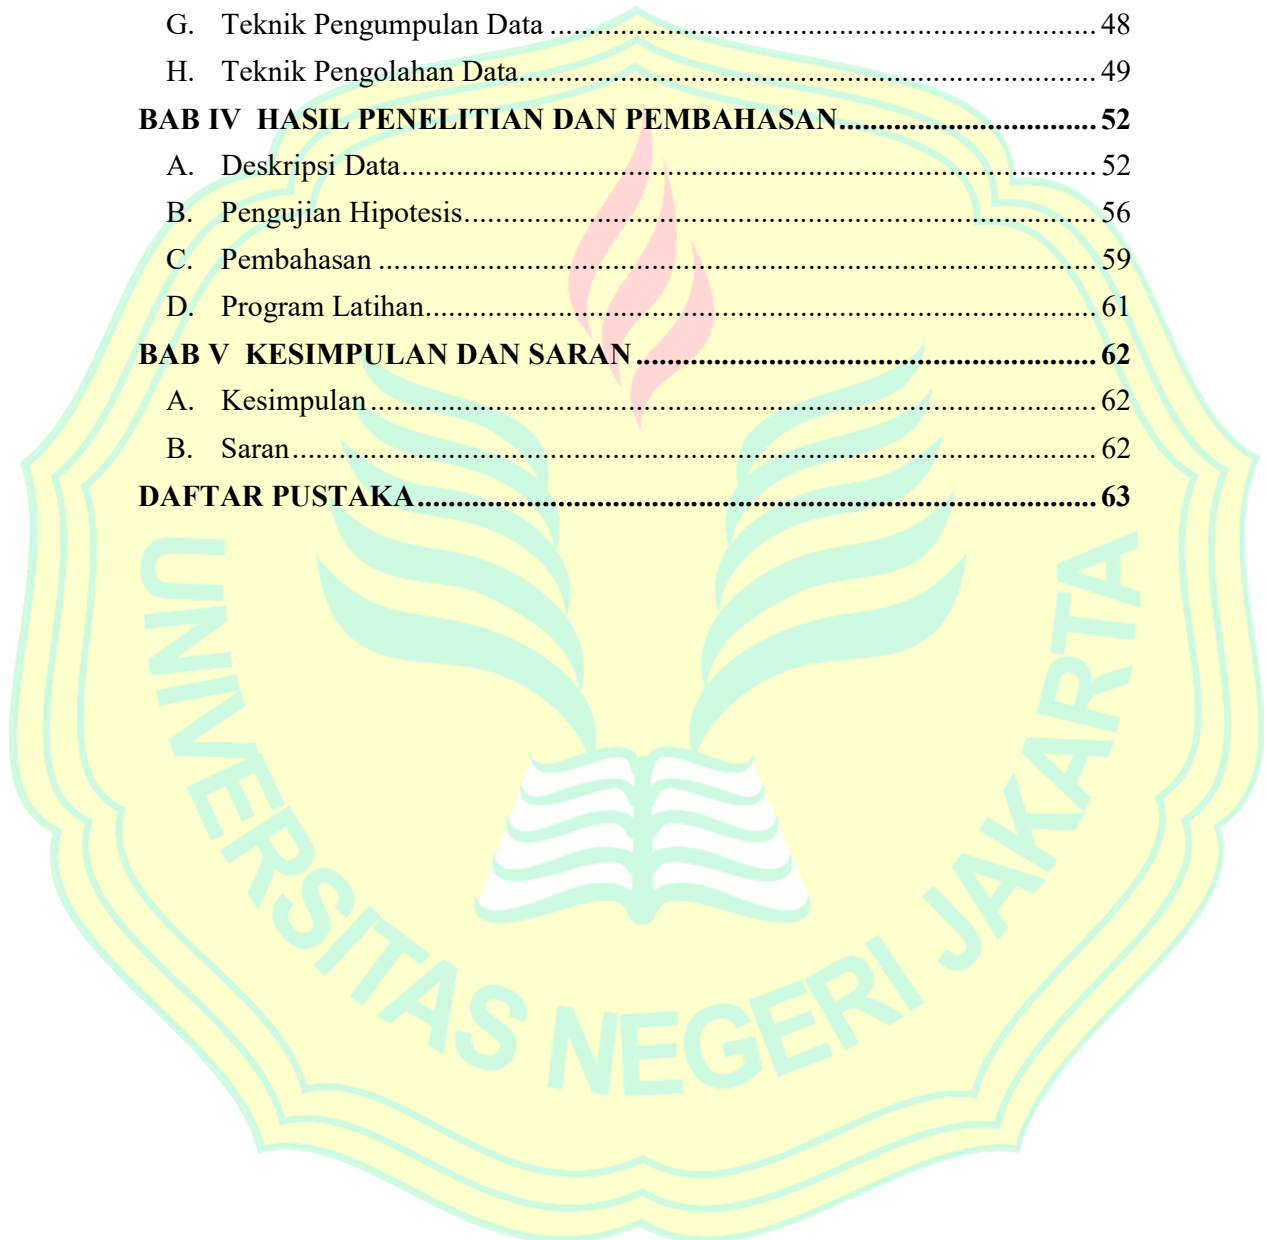 G. Teknik Pengumpulan Data ........................................................................ 48
H. Teknik Pengolahan Data............................................................................ 49
BAB IV HASIL PENELITIAN DAN PEMBAHASAN................................ 52
A. Deskripsi Data........................................................................................... 52
B. Pengujian Hipotesis................................................................................... 56
C. Pembahasan .............................................................................................. 59
D. Program Latihan........................................................................................ 61
BAB V KESIMPULAN DAN SARAN ......................................................... 62
A. Kesimpulan ............................................................................................... 62
B. Saran.......................................................................................................... 62
DAFTAR PUSTAKA..................................................................................... 63
UNIVERSITAS NEGERI JAKARTA